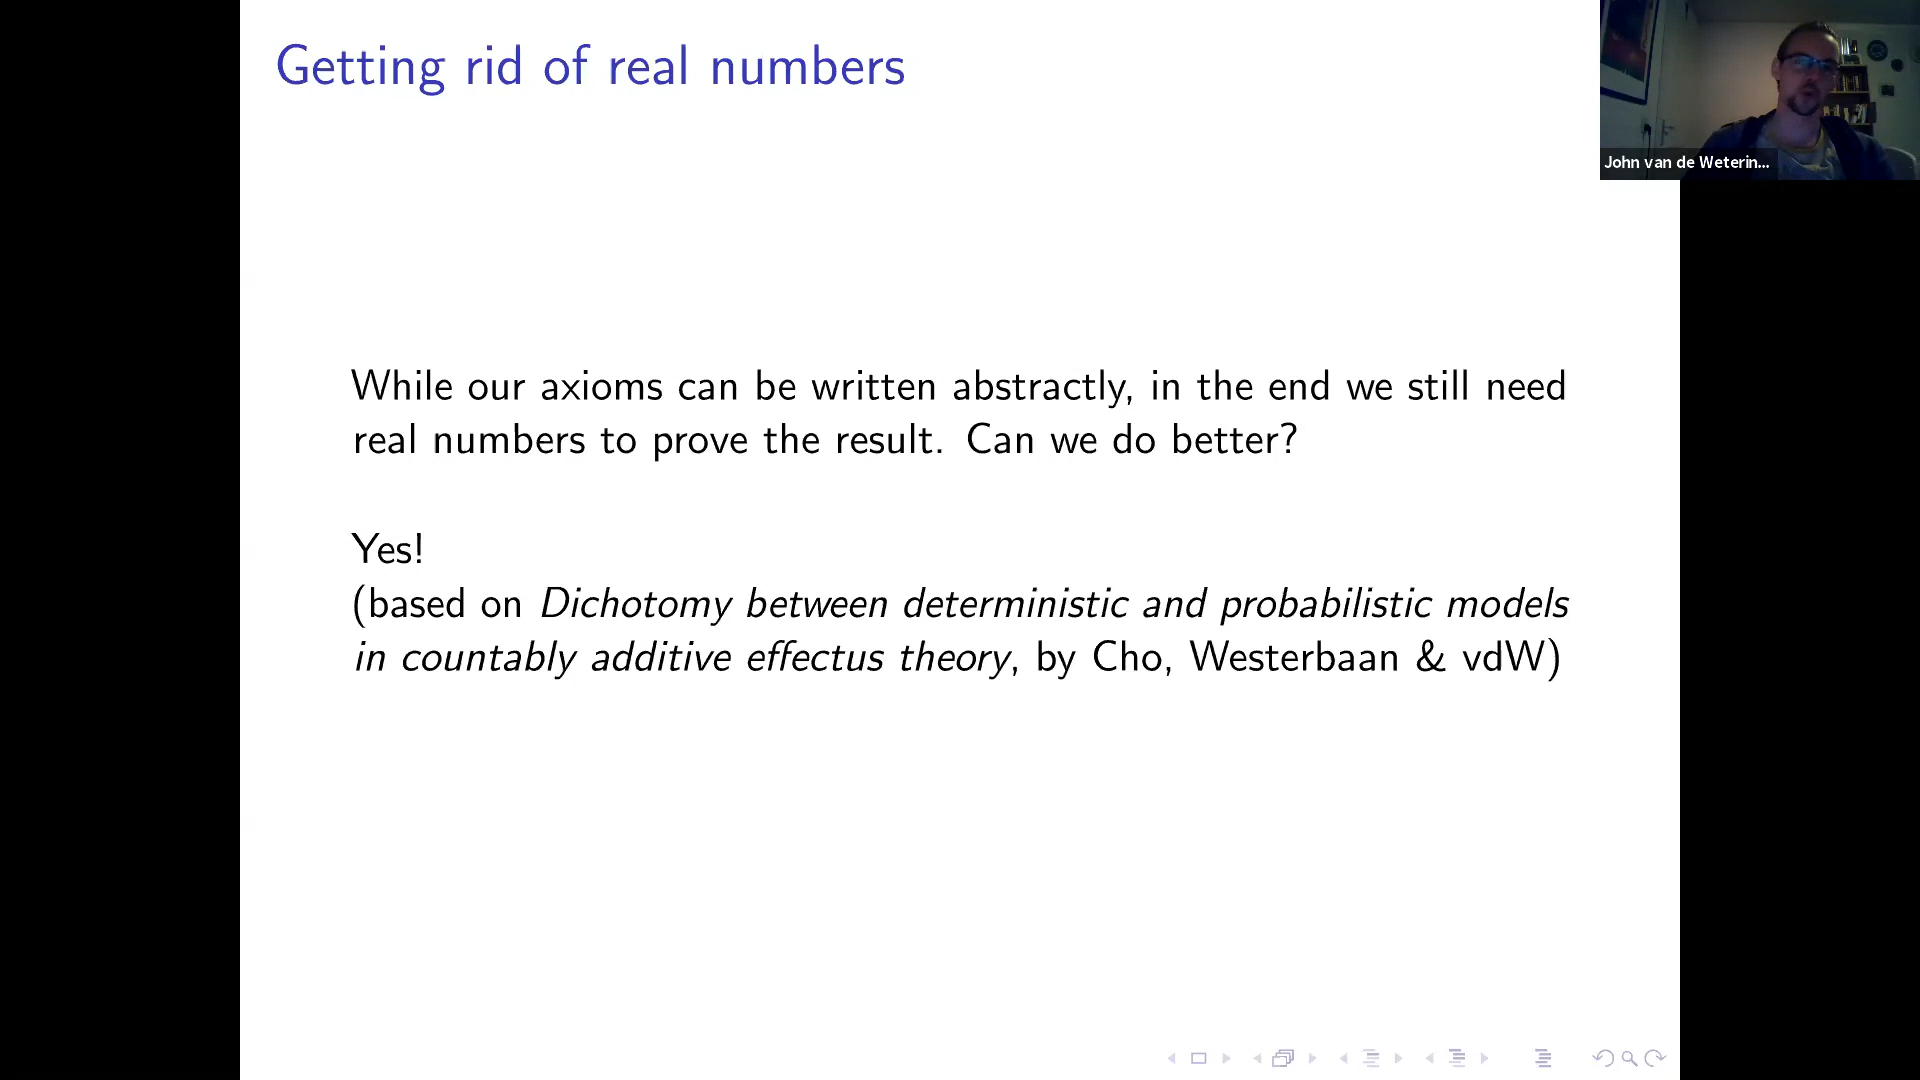 Getting rid of real numbers
John van de Weterin...
While our axioms can be written abstractly, in the end we still need
real numbers to prove the result. Can we do better?
Yes!
(based on Dichotomy between deterministic and probabilistic models
in countably additive effectus theory, by Cho, Westerbaan & vdW)